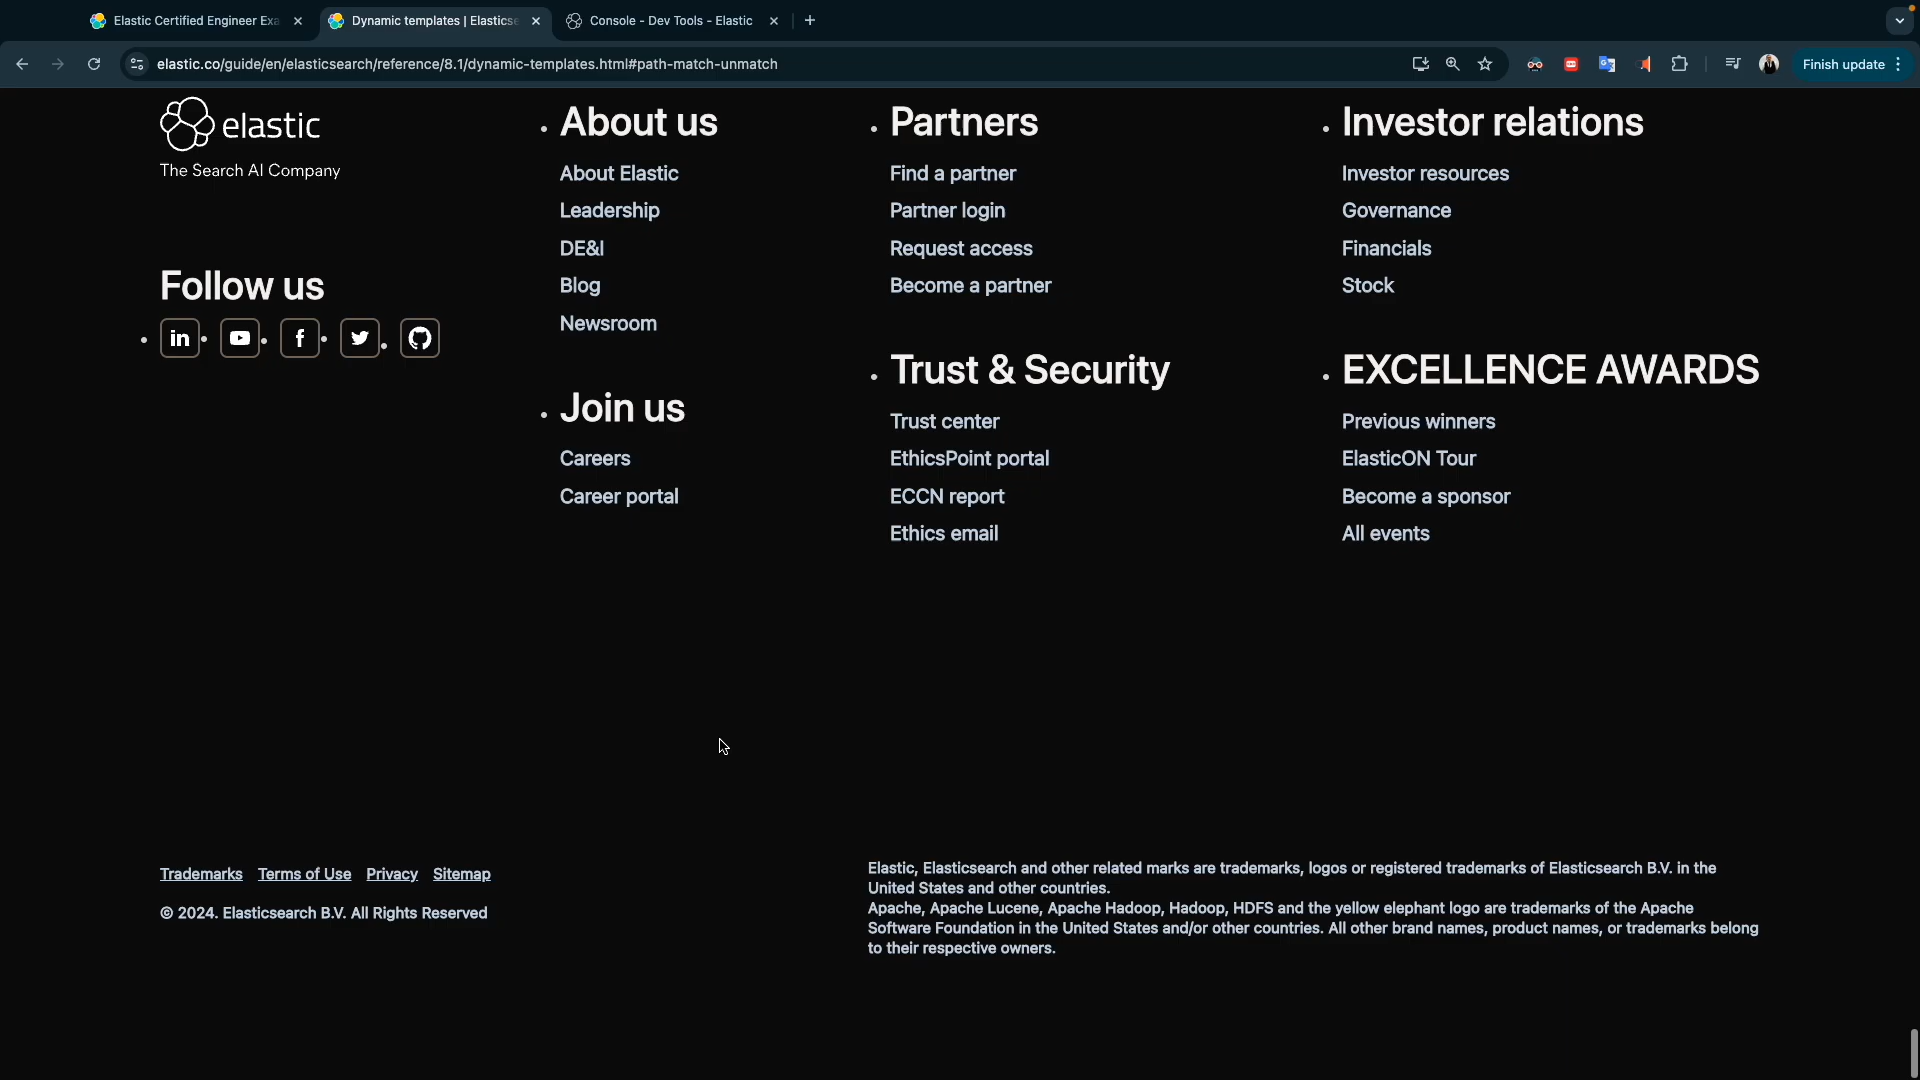 Elastic Certified Engineer Exa
Dynamic templates | Elasticse
Console - Dev Tools - Elastic
elastic.co/guide/en/elasticsearch/reference/8.1/dynamic-templates.html#path-match-unmatch
Finish update
elastic
The Search AI Company
Follow us
in
f
About us
About Elastic
Leadership
DE&I
Blog
Newsroom
Join us
Careers
Career portal
Partners
Find a partner
Partner login
Request access
Become a partner
Trust & Security
Trust center
EthicsPoint portal
ECCN report
Ethics email
Investor relations
Investor resources
Governance
Financials
Stock
EXCELLENCE AWARDS
Previous winners
ElasticON Tour
Become a sponsor
All events
Trademarks Terms of Use Privacy Sitemap
© 2024. Elasticsearch B.V. All Rights Reserved
Elastic, Elasticsearch and other related marks are trademarks, logos or registered trademarks of Elasticsearch B.V. in the
United States and other countries.
Apache, Apache Lucene, Apache Hadoop, Hadoop, HDFS and the yellow elephant logo are trademarks of the Apache
Software Foundation in the United States and/or other countries. All other brand names, product names, or trademarks belong
to their respective owners.